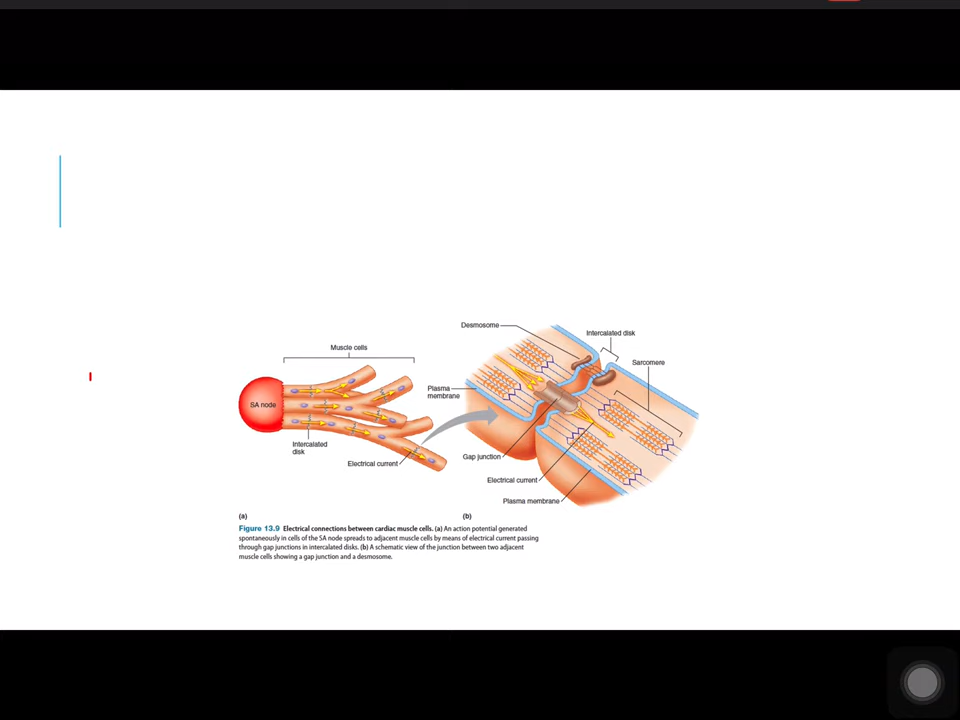 Desmosome
Intercalated disk
Muscle cells
Sarcomere
Plasma
membrane
SA node
Intercalated
disk
Gap junction
Electrical current
Electrical current
Plasma membrane
(a)
(b)
Figure 13.9 Electrical connections between cardiac muscle cells. (a) An action potential generated
spontaneously in cells of the SA node spreads to adjacent muscle cells by means of electrical current passing
through gap junctions in intercalated disks. (b) A schematic view of the junction between two adjacent
muscle cells showing a gap junction and a desmosome.